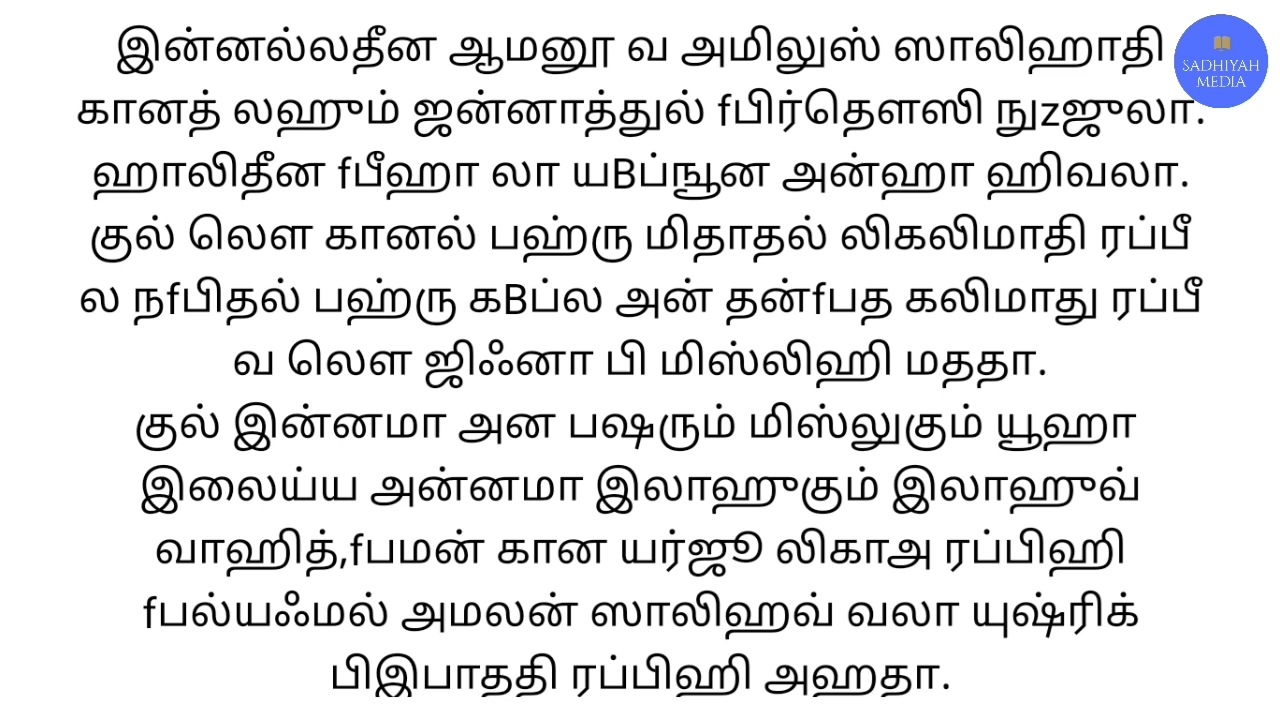 இன்னல்லதீன ஆமனூ வ அமிலுஸ் ஸாலிஹாதி
SADHIYAH
MEDIA
கானத் லஹும் ஜன்னாத்துல் fபிர்தௌஸி நுzஜுலா.
ஹாலிதீன fபீஹா லா யBப்ஙூன அன்ஹா ஹிவலா.
குல் லௌ கானல் பஹ்ரு மிதாதல் லிகலிமாதி ரப்பீ
ல நfபிதல் பஹ்ரு கBப்ல அன் தன்fபத கலிமாது ரப்பீ
வ லௌ ஜிஃனா பி மிஸ்லிஹி மததா.
குல் இன்னமா அன பஷரும் மிஸ்லுகும் யூஹா
இலைய்ய அன்னமா இலாஹுகும் இலாஹுவ்
வாஹித்,fபமன் கான யர்ஜூ லிகாஅ ரப்பிஹி
fபல்யஃமல் அமலன் ஸாலிஹவ் வலா யுஷ்ரிக்
பிஇபாததி ரப்பிஹி அஹதா.